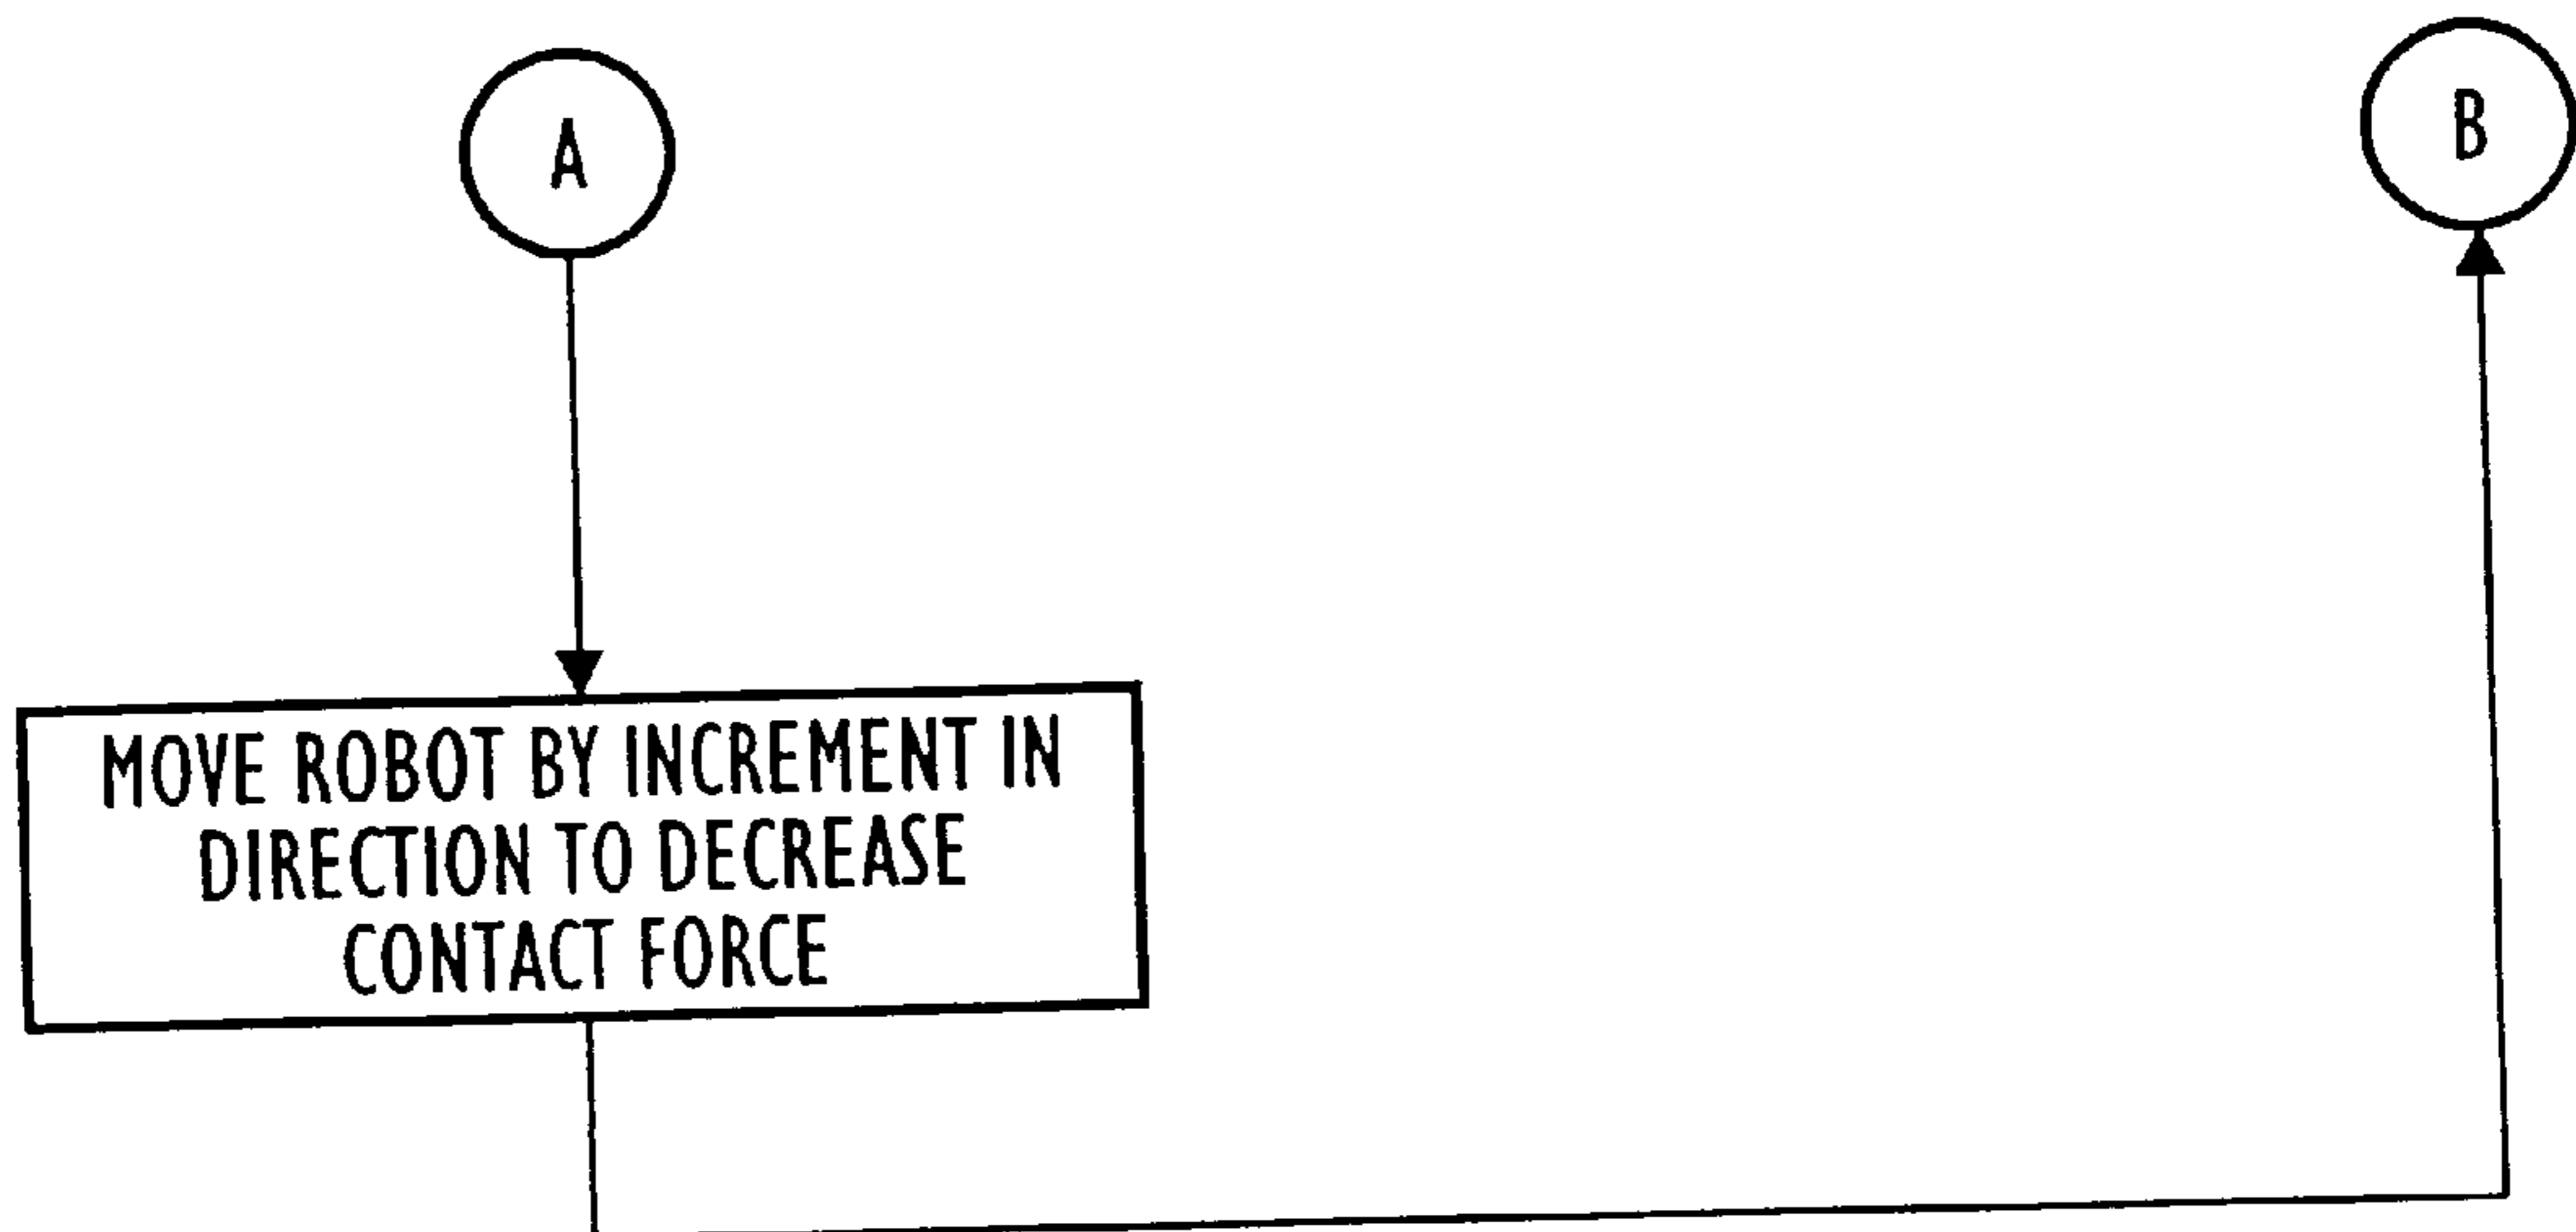 A
B
MOVE ROBOT BY INCREMENT IN
DIRECTION TO DECREASE
CONTACT FORCE